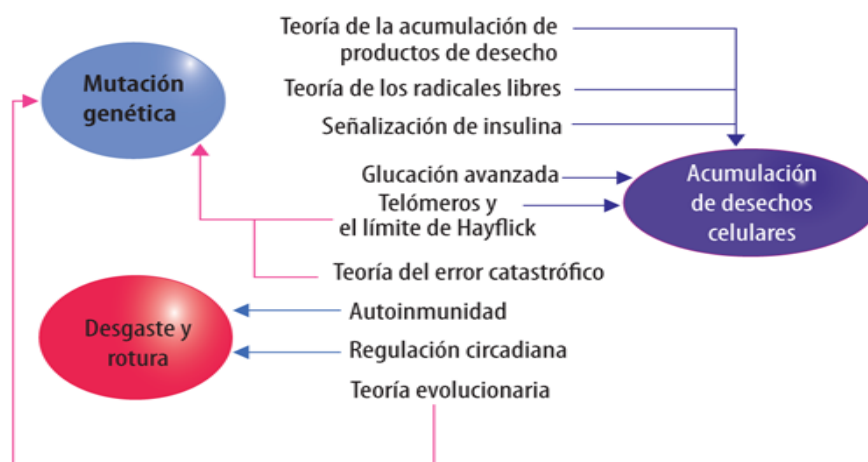 Teoría de la acumulación de
productos de desecho
Mutación
genética
Teoría de los radicales libres
Señalización de insulina
Glucación avanzada
Telómeros y
el límite de Hayflick
Acumulación
de desechos
celulares
Teoría del error catastrófico
Desgaste y
rotura
Autoinmunidad
Regulación circadiana
Teoría evolucionaria